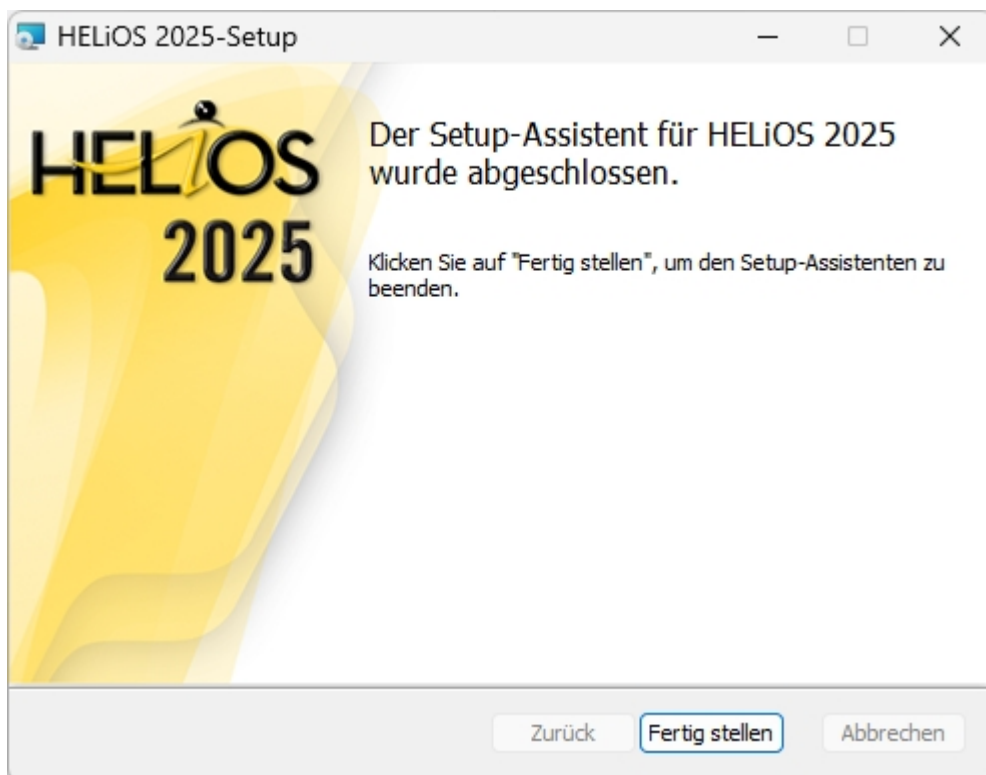 HELiOS 2025-Setup
HELiOS
2025
Der Setup-Assistent für HELiOS 2025
wurde abgeschlossen.
Klicken Sie auf "Fertig stellen", um den Setup-Assistenten zu
beenden.
Zurück
Fertig stellen
Abbrechen